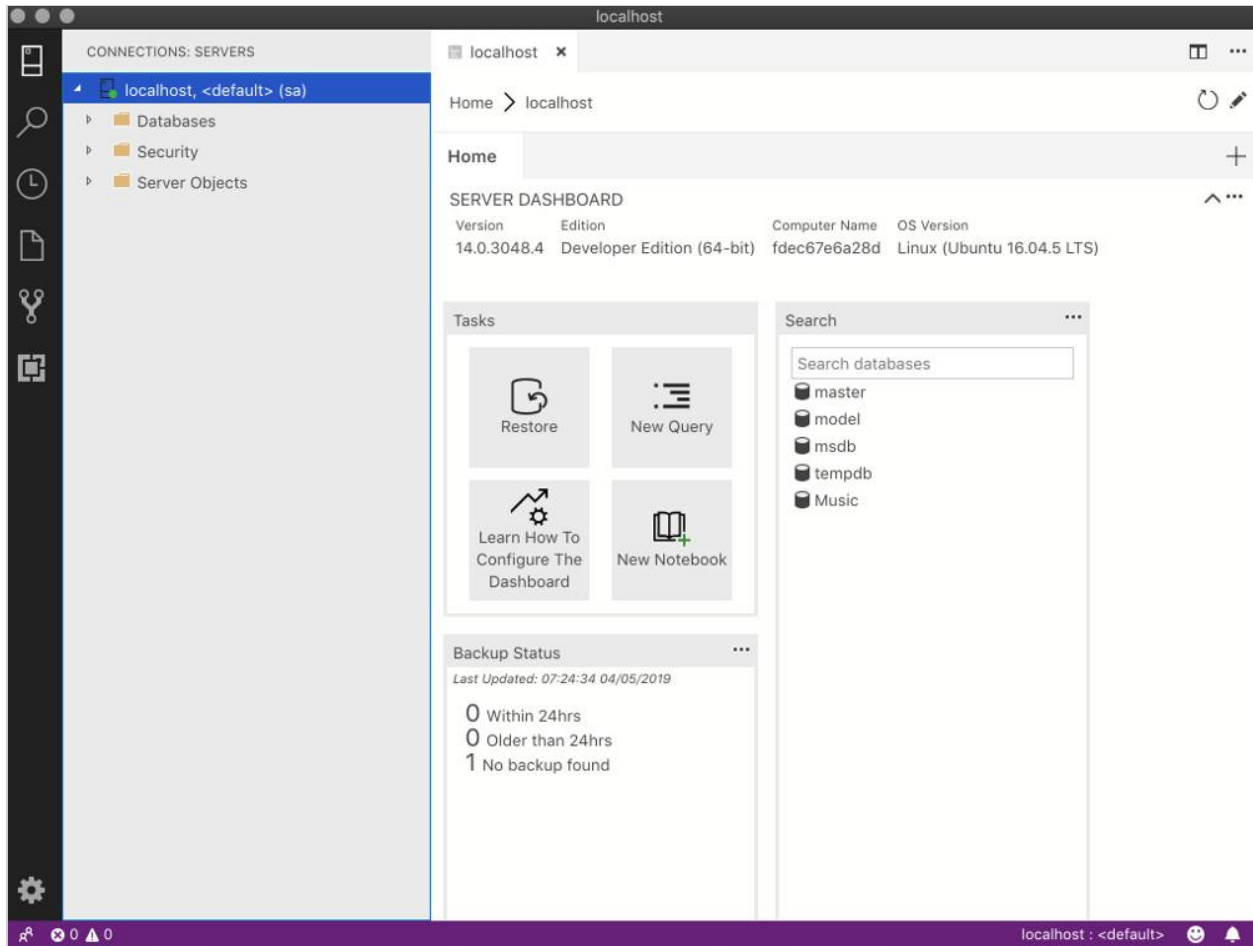 localhost
CONNECTIONS: SERVERS
localhost, <default> (sa)
Databases
Security
Server Objects
localhost
Home > localhost
Home
SERVER DASHBOARD
Version Edition Computer Name OS Version
14.0.3048.4 Developer Edition (64-bit) fdec67e6a28d Linux (Ubuntu 16.04.5 LTS)
Tasks
Restore
New Query
Learn How To
Configure The
Dashboard
New Notebook
Search
Search databases
master
model
msdb
tempdb
Music
Backup Status
Last Updated: 07:24:34 04/05/2019
0 Within 24hrs
0 Older than 24hrs
1 No backup found
0 0
localhost : <default>